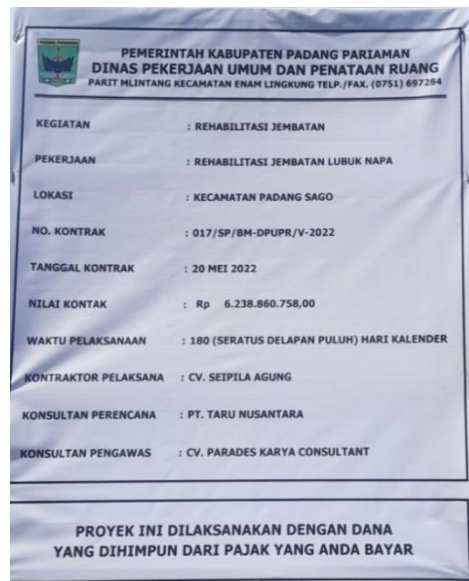 PEMERINTAH KABUPATEN PADANG PARIAMAN
DINAS PEKERJAAN UMUM DAN PENATAAN RUANG
PARIT MLINTANG KECAMATAN ENAM LINGKUNG TELP./FAX. (0751) 697284
KEGIATAN : REHABILITASI JEMBATAN
PEKERJAAN : REHABILITASI JEMBATAN LUBUK NAPA
LOKASI : KECAMATAN PADANG SAGO
NO. KONTRAK : 017/SP/BM-DPUPR/V-2022
TANGGAL KONTRAK : 20 MEI 2022
NILAI KONTAK : Rp 6.238.860.758,00
WAKTU PELAKSANAAN : 180 (SERATUS DELAPAN PULUH) HARI KALENDER
KONTRAKTOR PELAKSANA : CV. SEIPILA AGUNG
KONSULTAN PERENCANA : PT. TARU NUSANTARA
KONSULTAN PENGAWAS : CV. PARADES KARYA CONSULTANT
PROYEK INI DILAKSANAKAN DENGAN DANA
YANG DIHIMPUN DARI PAJAK YANG ANDA BAYAR